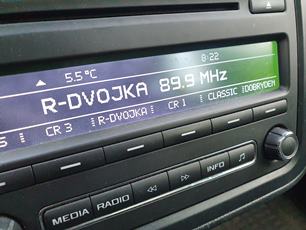 5.5°C 8:22
R-DVOJKA 89.9 MHz
CR 3 R-DVOJKA CR 1 CLASSIC DOBRYDEN
MEDIA RADIO INFO